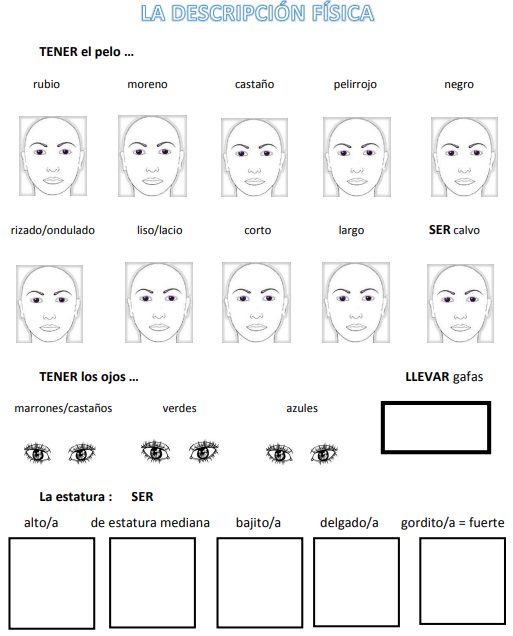 LA DESCRIPCIÓN FÍSICA
TENER el pelo ...
rubio moreno castaño pelirrojo negro
rizado/ondulado liso/lacio corto largo SER calvo
TENER los ojos ... LLEVAR gafas
marrones/castaños verdes azules
La estatura : SER
alto/a de estatura mediana bajito/a delgado/a gordito/a = fuerte